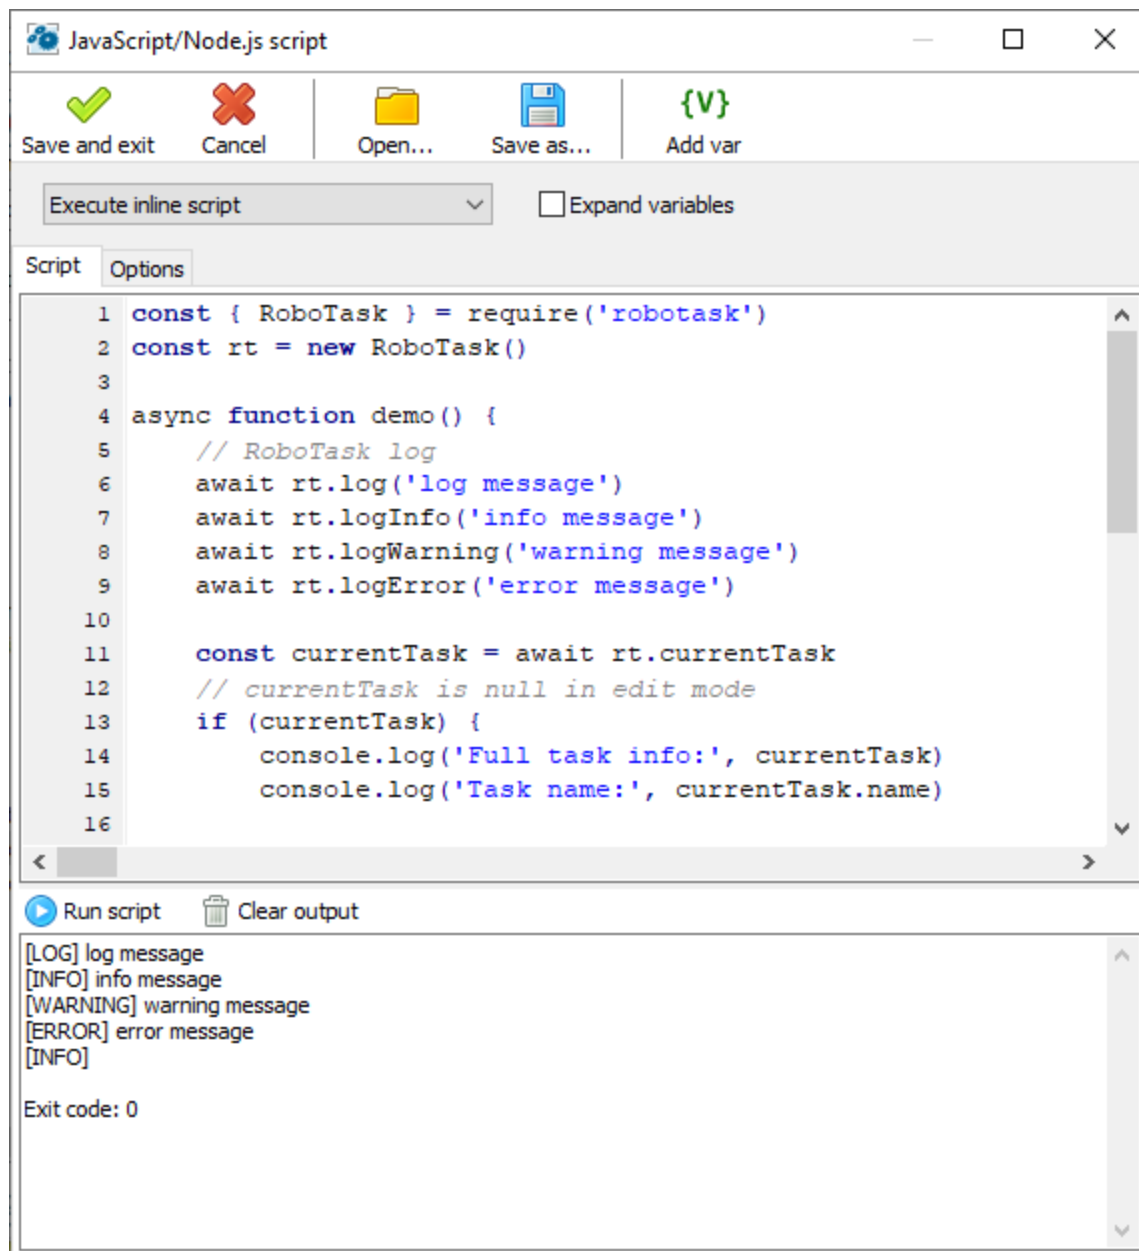 JavaScript/Node.js script
Save and exit Cancel Open... Save as... {V} Add var
Execute inline script Expand variables
Script Options
1 const { RoboTask } = require('robotask')
2 const rt = new RoboTask()
3
4 async function demo() {
5 // RoboTask log
6 await rt.log('log message')
7 await rt.logInfo('info message')
8 await rt.logWarning('warning message')
9 await rt.logError('error message')
10
11 const currentTask = await rt.currentTask
12 // currentTask is null in edit mode
13 if (currentTask) {
14 console.log('Full task info:', currentTask)
15 console.log('Task name:', currentTask.name)
16
Run script Clear output
[LOG] log message
[INFO] info message
[WARNING] warning message
[ERROR] error message
[INFO]
Exit code: 0